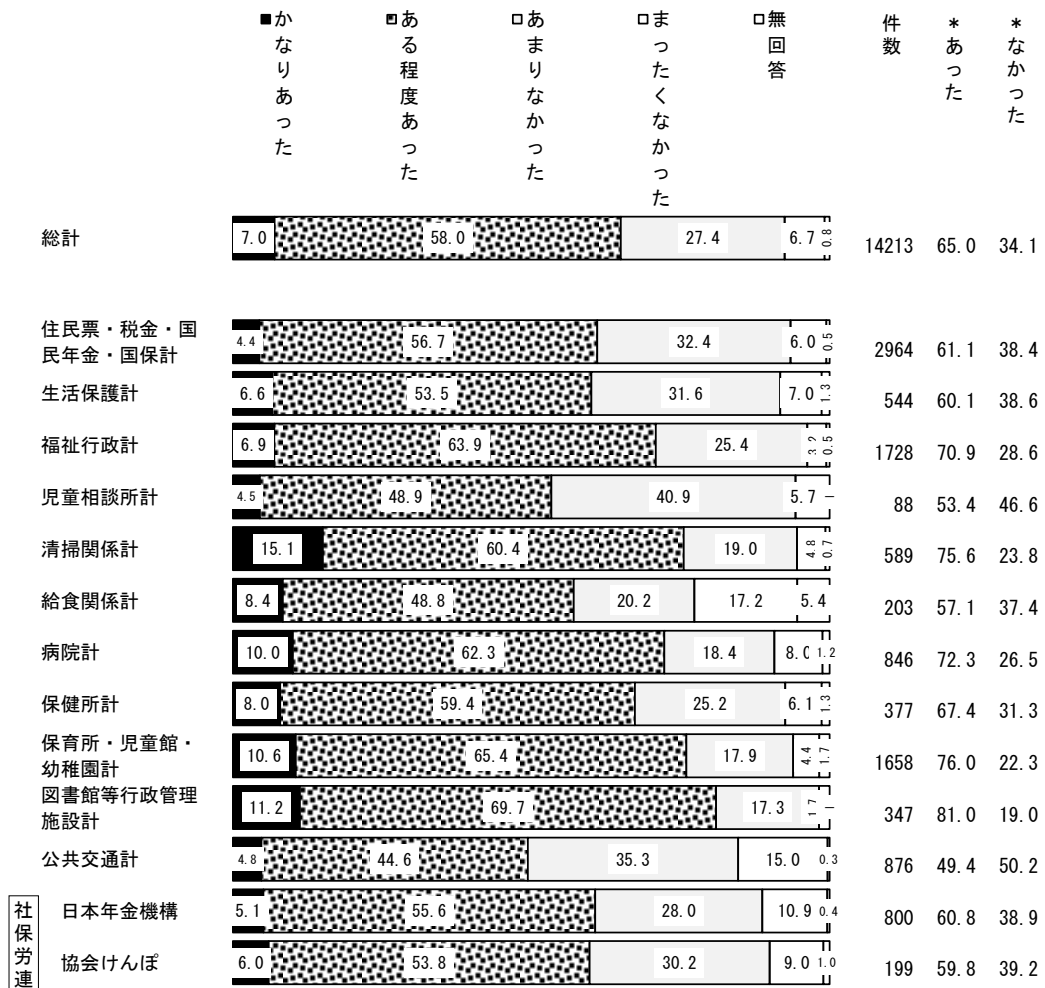 ■かなりあった
▣ある程度あった
□あまりなかった
□まったくなかった
□無回答
件数
*あった
*なかった
総計 7.0 58.0 27.4 6.7 0.8 14213 65.0 34.1
住民票・税金・国
民年金・国保計 4.4 56.7 32.4 6.0 0.5 2964 61.1 38.4
生活保護計 6.6 53.5 31.6 7.0 1.3 544 60.1 38.6
福祉行政計 6.9 63.9 25.4 3.2 0.5 1728 70.9 28.6
児童相談所計 4.5 48.9 40.9 5.7 - 88 53.4 46.6
清掃関係計 15.1 60.4 19.0 4.8 0.7 589 75.6 23.8
給食関係計 8.4 48.8 20.2 17.2 5.4 203 57.1 37.4
病院計 10.0 62.3 18.4 8.0 1.2 846 72.3 26.5
保健所計 8.0 59.4 25.2 6.1 1.3 377 67.4 31.3
保育所・児童館・
幼稚園計 10.6 65.4 17.9 4.4 1.7 1658 76.0 22.3
図書館等行政管理
施設計 11.2 69.7 17.3 1.7 - 347 81.0 19.0
公共交通計 4.8 44.6 35.3 15.0 0.3 876 49.4 50.2
社保労連
日本年金機構 5.1 55.6 28.0 10.9 0.4 800 60.8 38.9
協会けんぽ 6.0 53.8 30.2 9.0 1.0 199 59.8 39.2